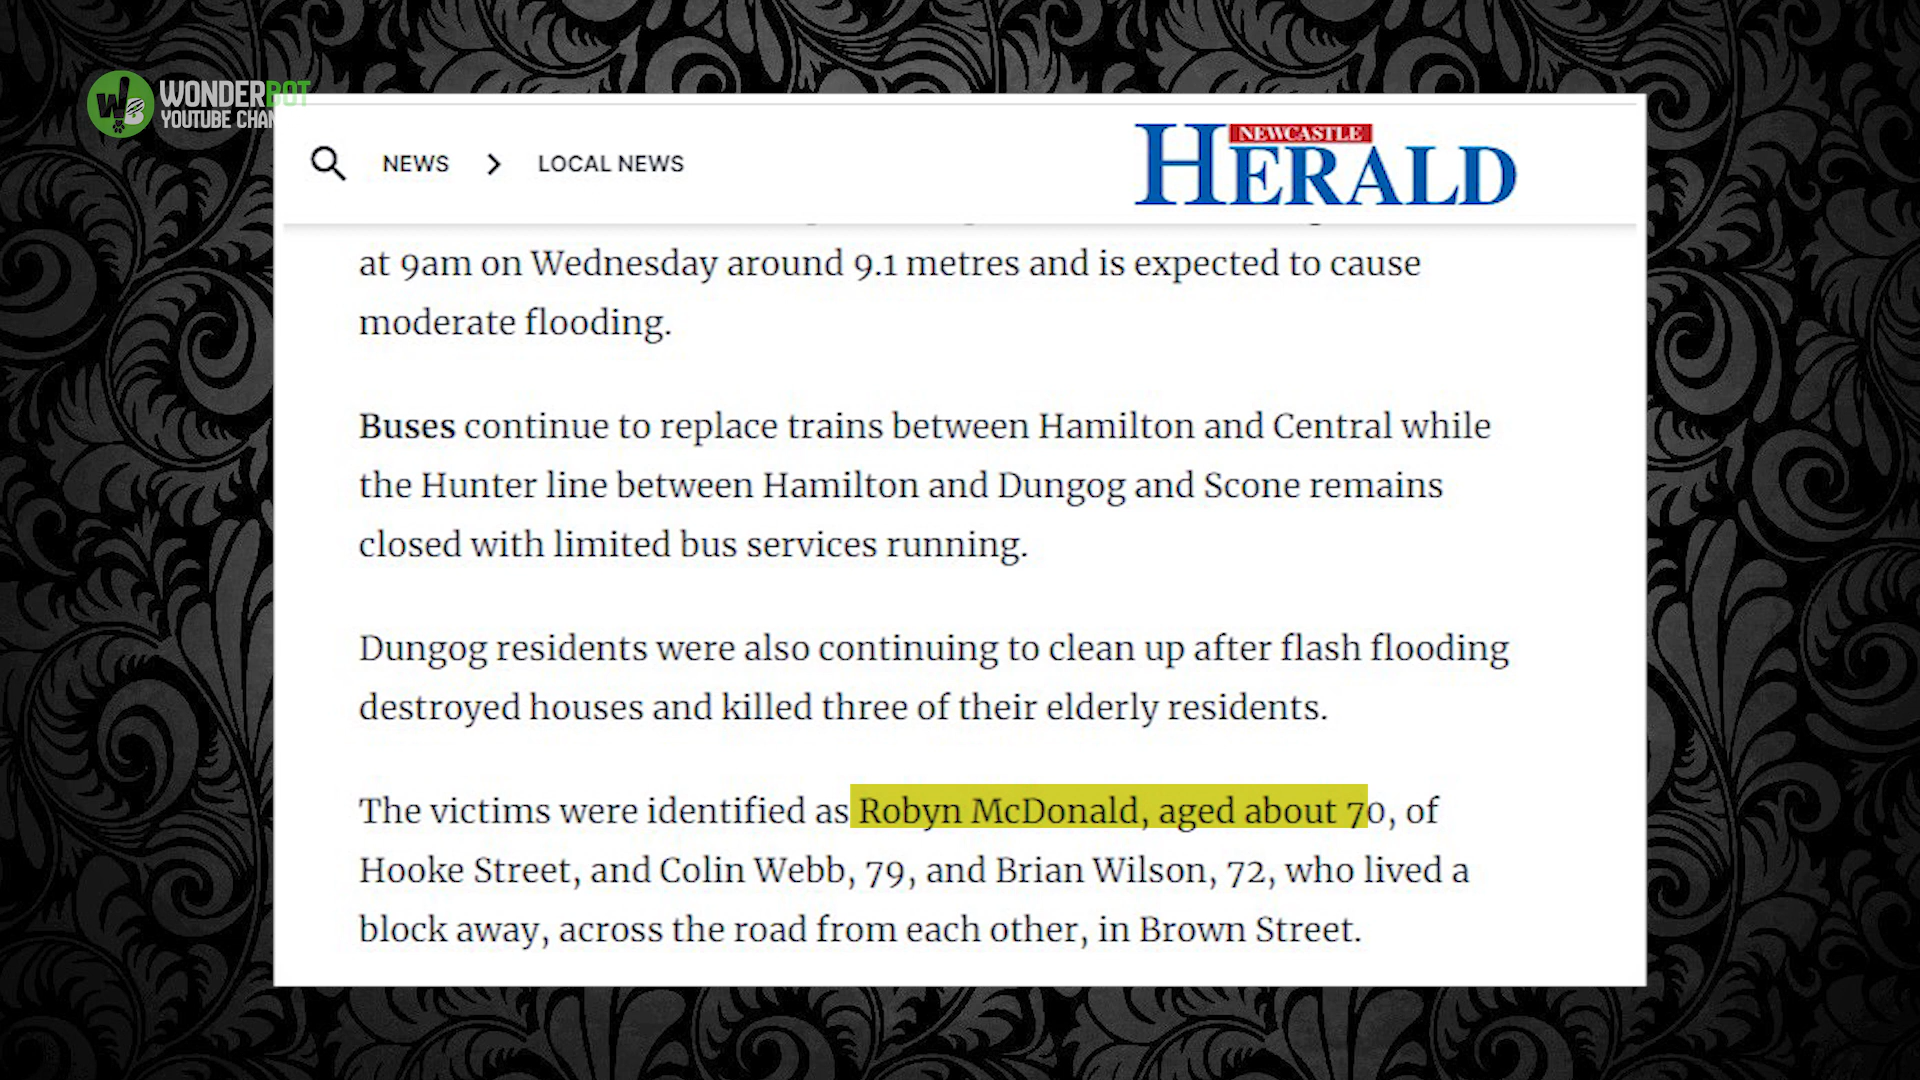 WONDERBOT
YOUTUBE CHAN
NEWS
LOCAL NEWS
NEWCASTLE
HERALD
at 9am on Wednesday around 9.1 metres and is expected to cause
moderate flooding.
Buses continue to replace trains between Hamilton and Central while
the Hunter line between Hamilton and Dungog and Scone remains
closed with limited bus services running.
Dungog residents were also continuing to clean up after flash flooding
destroyed houses and killed three of their elderly residents.
The victims were identified as Robyn McDonald, aged about 70, of
Hooke Street, and Colin Webb, 79, and Brian Wilson, 72, who lived a
block away, across the road from each other, in Brown Street.